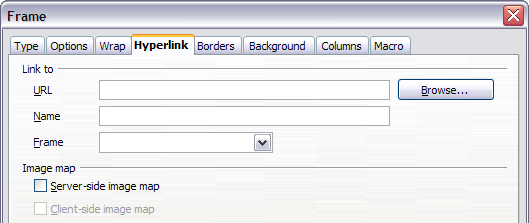 Frame
Type Options Wrap Hyperlink Borders Background Columns Macro
Link to
URL Browse...
Name
Frame
Image map
Server-side image map
Client-side image map